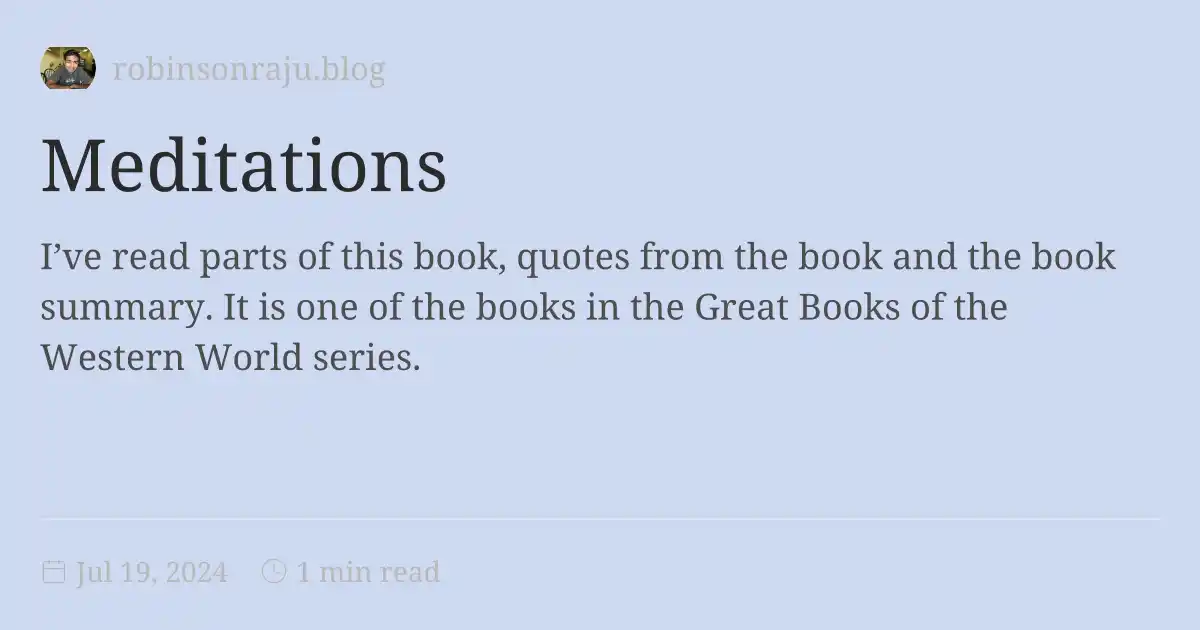 robinsonraju.blog
Meditations
I’ve read parts of this book, quotes from the book and the book
summary. It is one of the books in the Great Books of the
Western World series.
Jul 19, 2024 1 min read